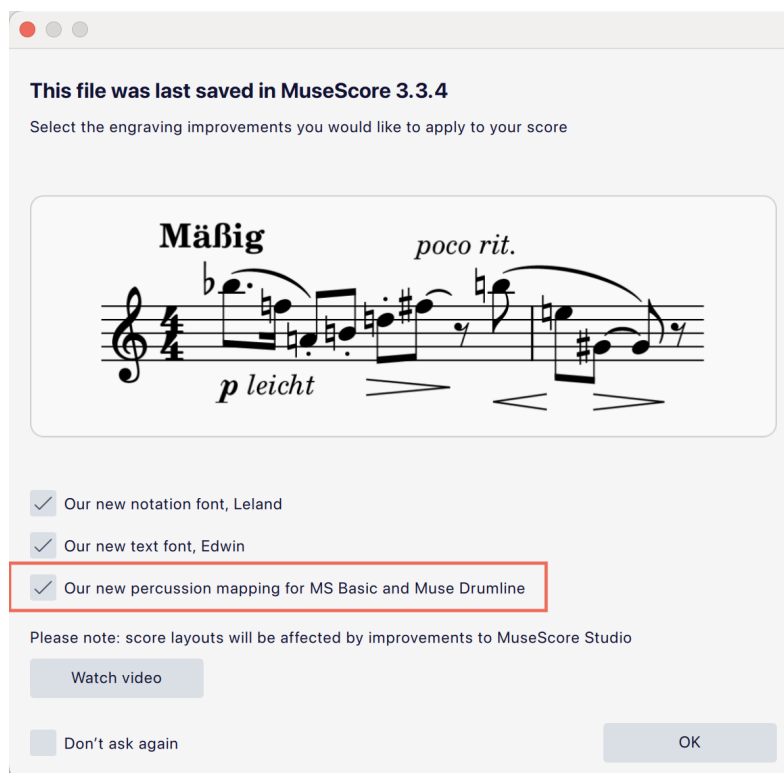 This file was last saved in MuseScore 3.3.4
Select the engraving improvements you would like to apply to your score
Mäßig
poco rit.
p leicht
Our new notation font, Leland
Our new text font, Edwin
Our new percussion mapping for MS Basic and Muse Drumline
Please note: score layouts will be affected by improvements to MuseScore Studio
Watch video
Don't ask again
OK